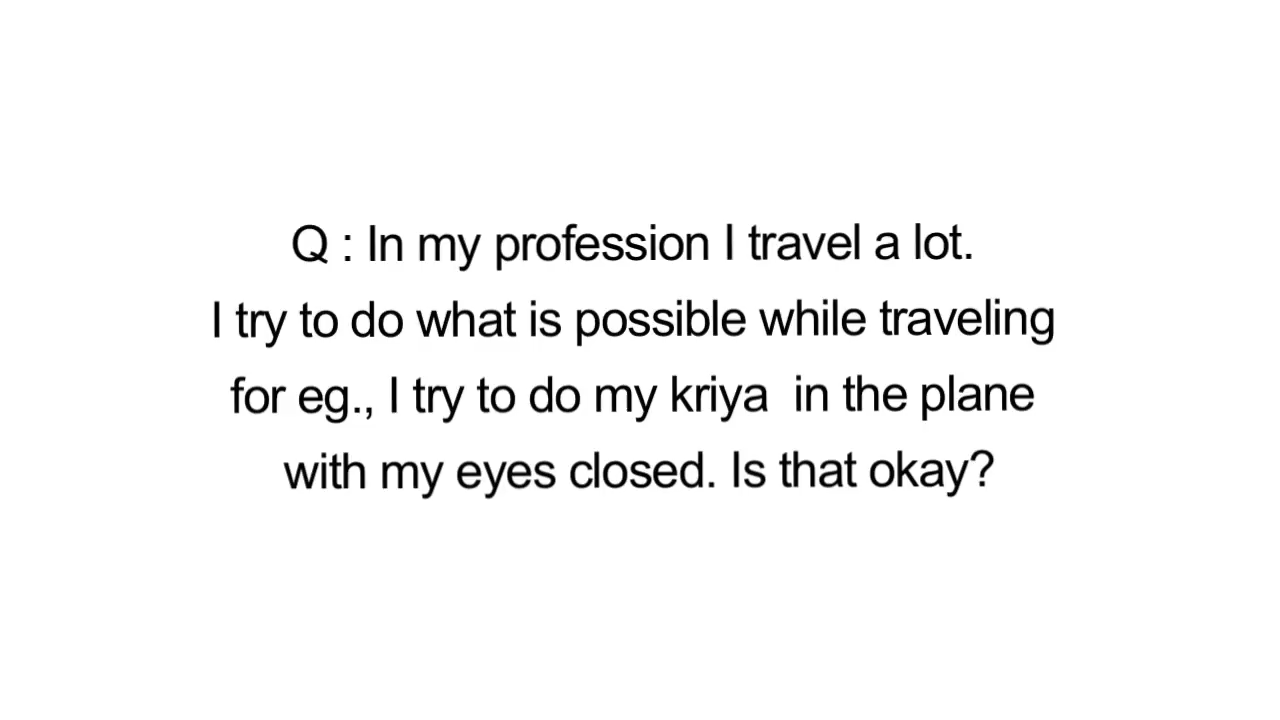 Q : In my profession I travel a lot.
I try to do what is possible while traveling
for eg., I try to do my kriya  in the plane
with my eyes closed. Is that okay?